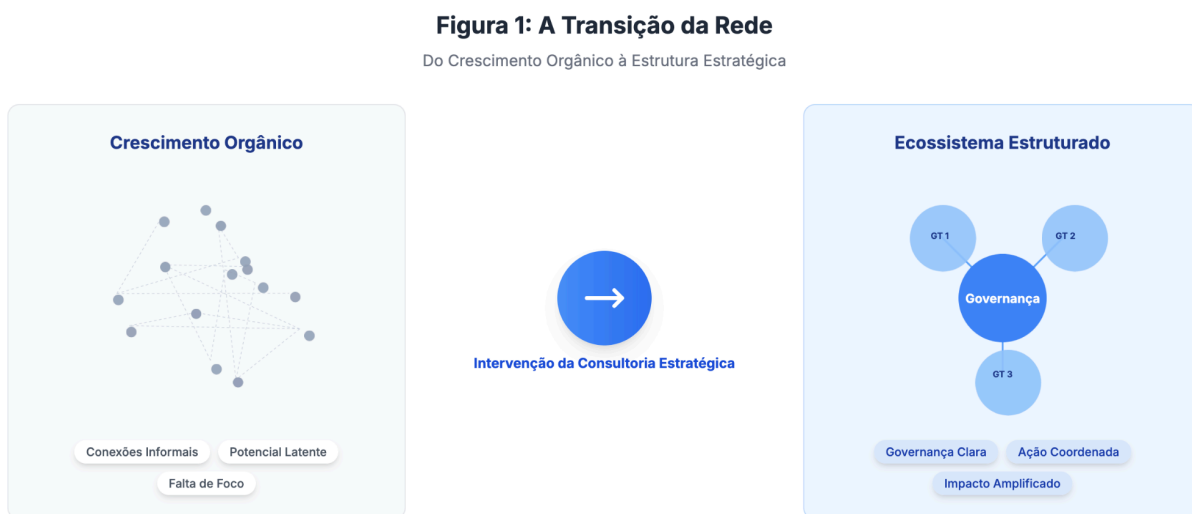 Figura 1: A Transição da Rede
Do Crescimento Orgânico à Estrutura Estratégica
Crescimento Orgânico
Conexões Informais
Potencial Latente
Falta de Foco
Intervenção da Consultoria Estratégica
Ecossistema Estruturado
GT 1
GT 2
Governança
GT 3
Governança Clara
Ação Coordenada
Impacto Amplificado